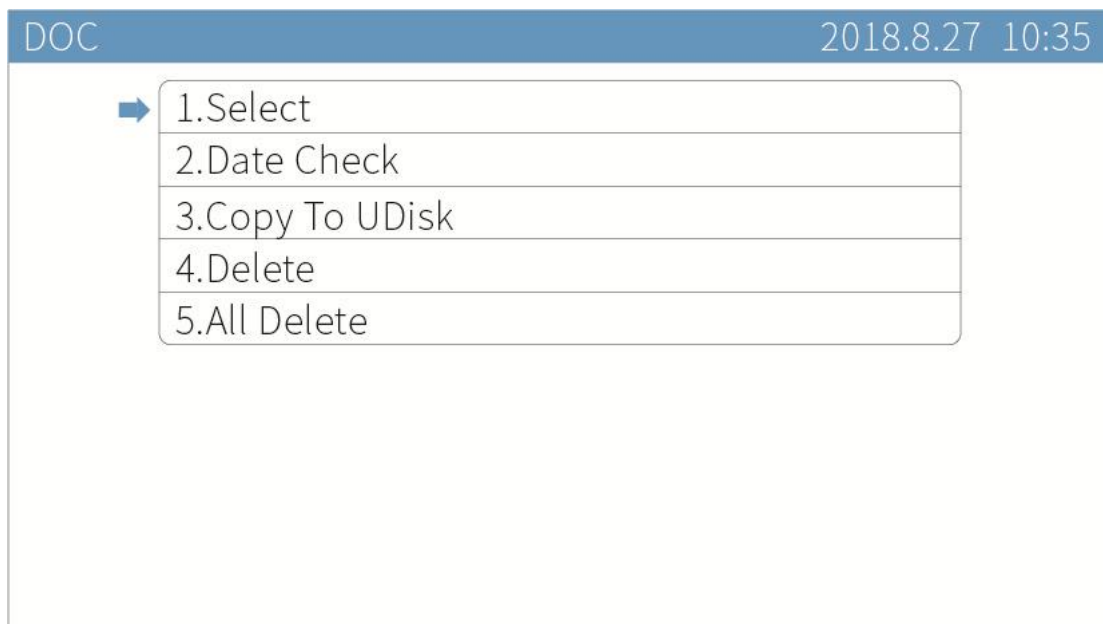 DOC 2018.8.27 10:35
1.Select
2.Date Check
3.Copy To UDisk
4.Delete
5.All Delete